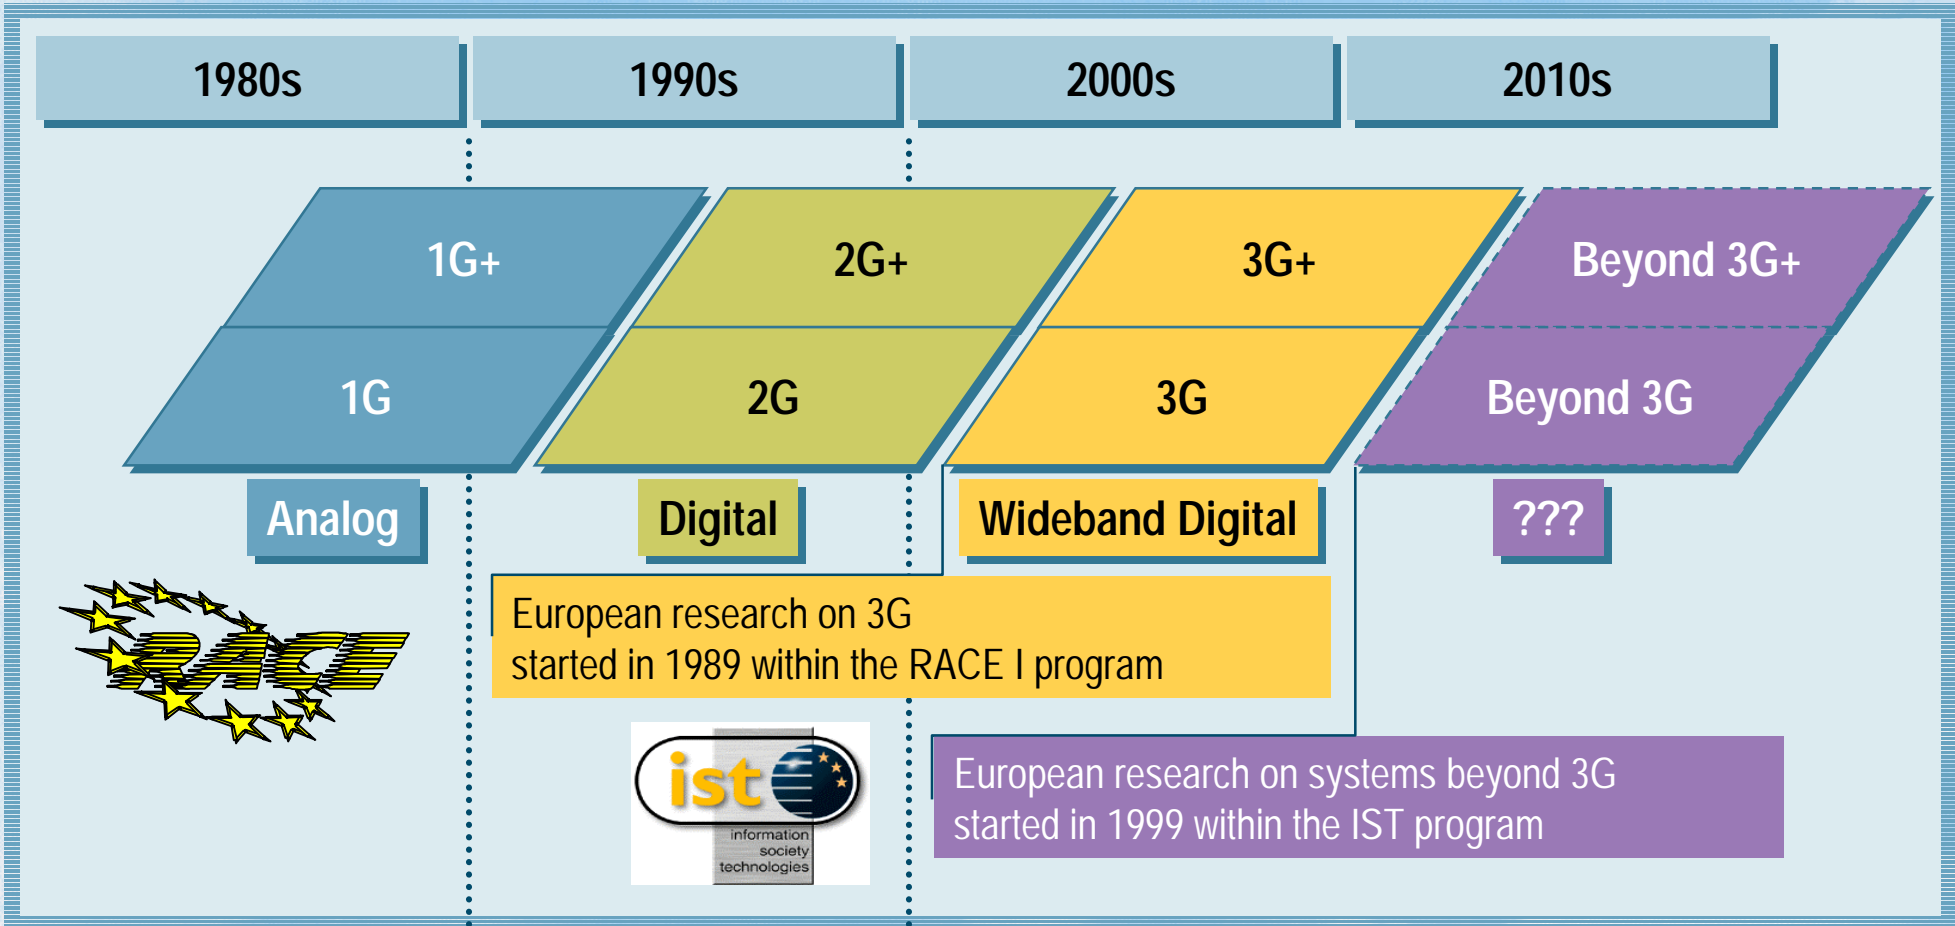 1980s
1990s
2000s
2010s
1G+
2G+
3G+
Beyond 3G+
1G
2G
3G
Beyond 3G
Analog
Digital
Wideband Digital
???
RACE
European research on 3G
started in 1989 within the RACE I program
ist
information
society
technologies
European research on systems beyond 3G
started in 1999 within the IST program